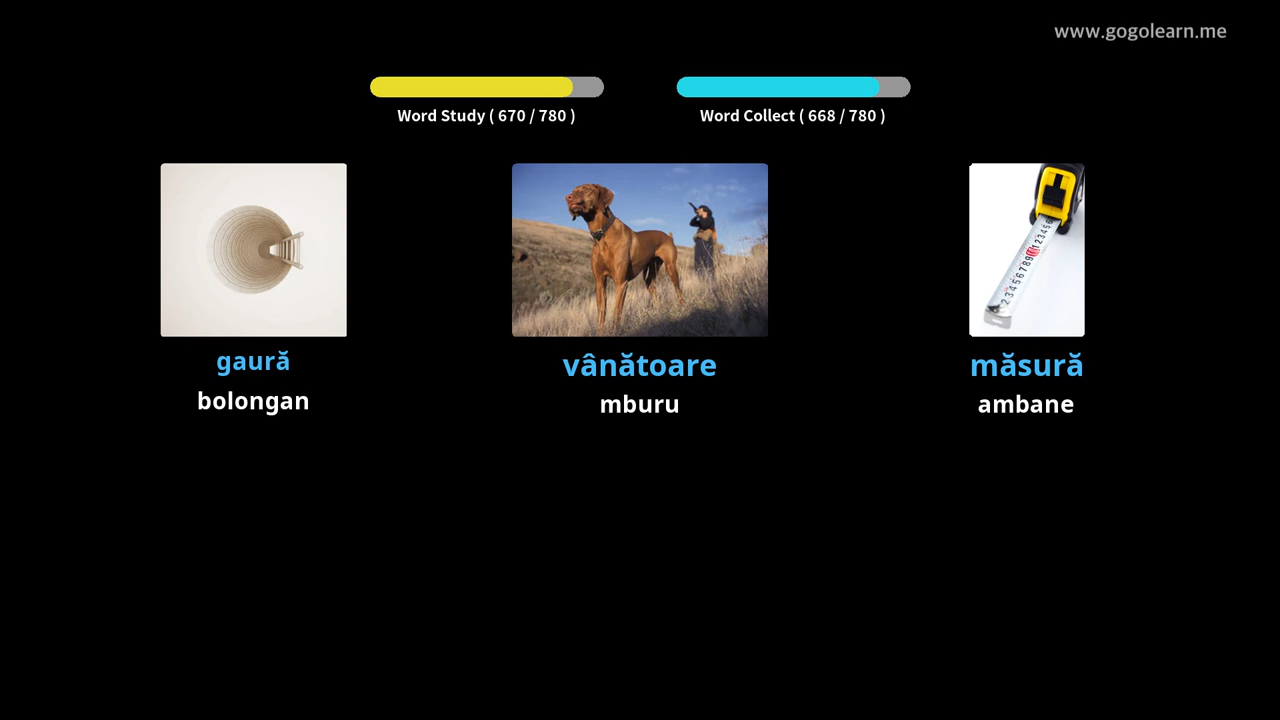 www.gogolearn.me
Word Study ( 670 / 780 )
Word Collect ( 668 / 780 )
gaură
vânătoare
măsură
bolongan
mburu
ambane